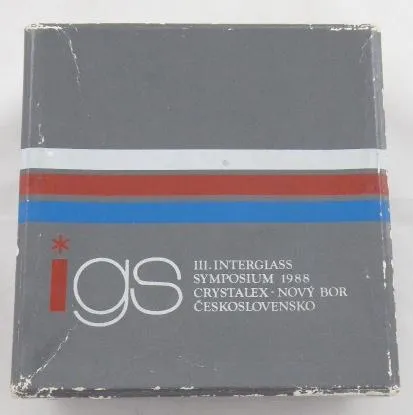 igs
III. INTERGLASS
SYMPOSIUM 1988
CRYSTALEX · NOVÝ BOR
ČESKOSLOVENSKO